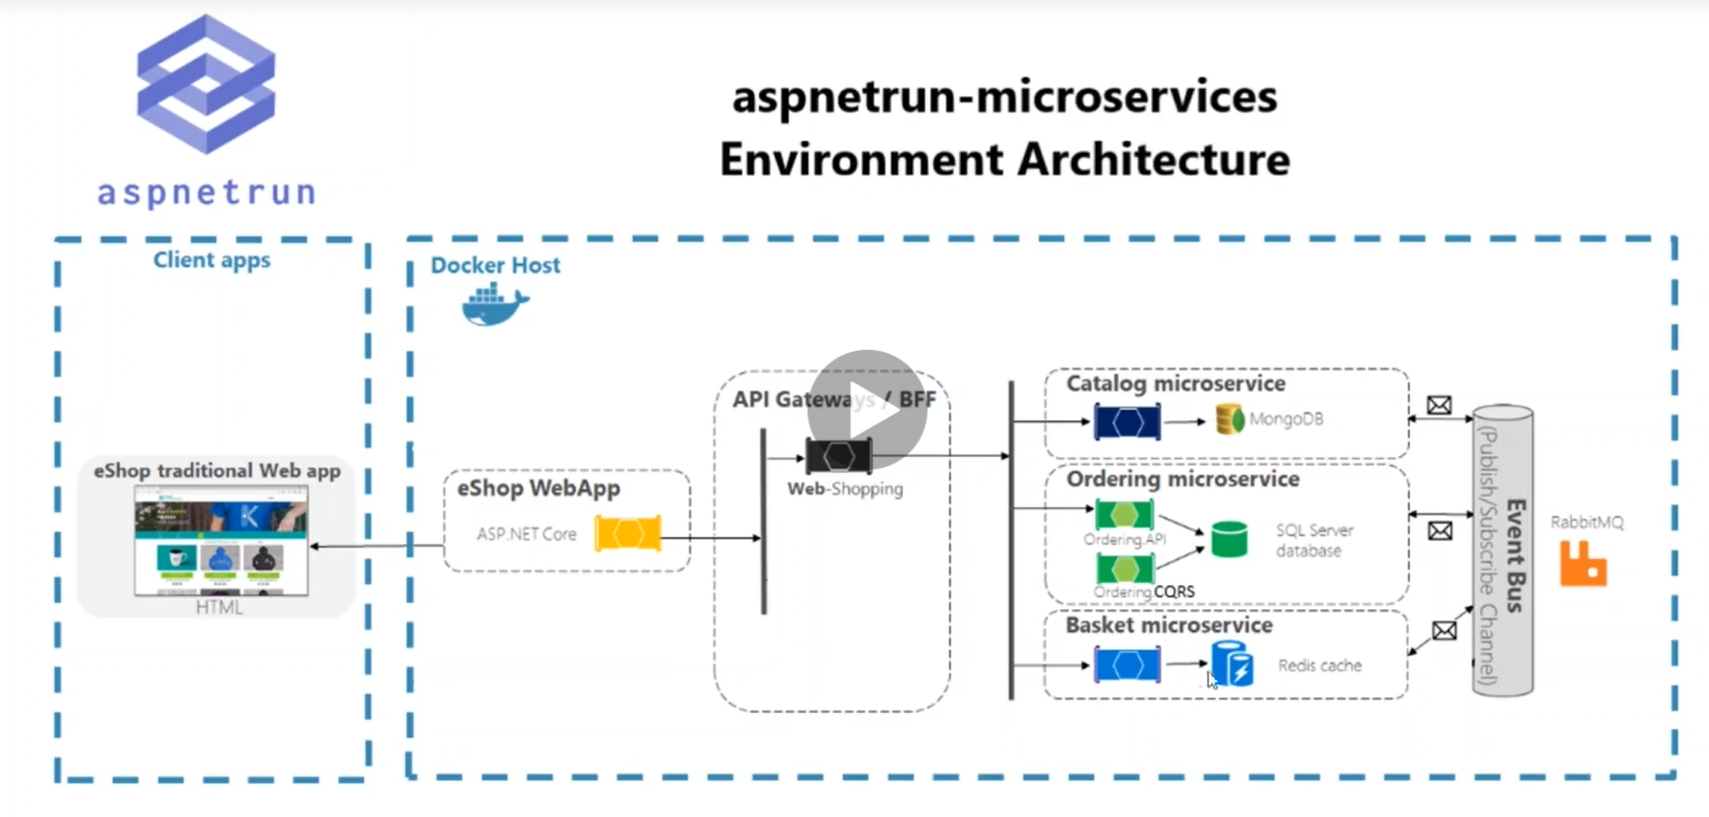 aspnetrun
aspnetrun-microservices
Environment Architecture
Client apps
eShop traditional Web app
HTML
Docker Host
eShop WebApp
ASP.NET Core
API Gateways / BFF
Web-Shopping
Catalog microservice
MongoDB
Ordering microservice
Ordering.API
Ordering.CQRS
SQL Server
database
Basket microservice
Redis cache
Event Bus
(Publish/Subscribe Channel)
RabbitMQ